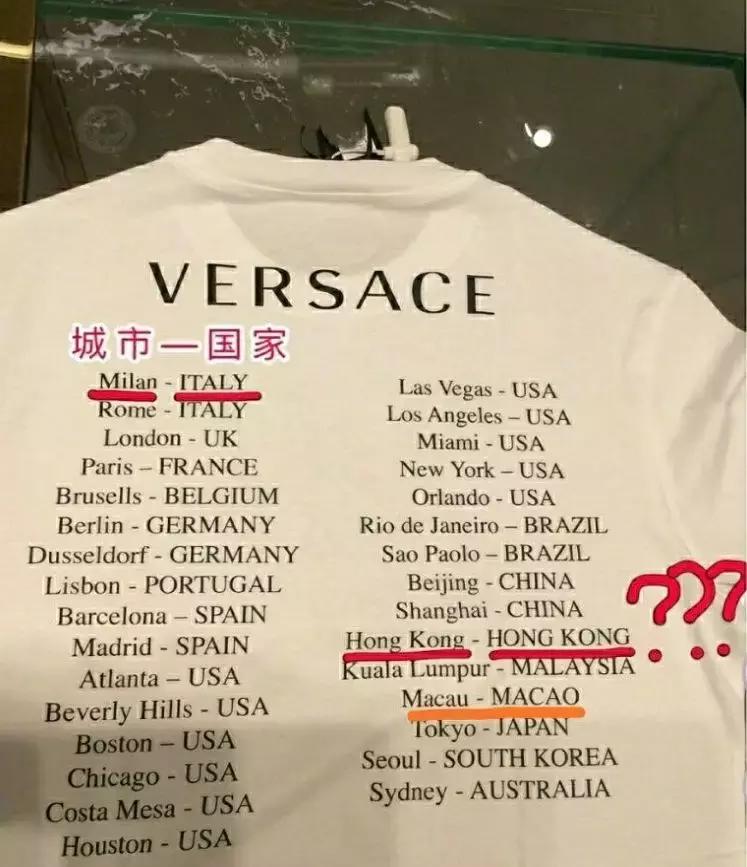 VERSACE
城市—国家
Milan - ITALY
Rome - ITALY
London - UK
Paris – FRANCE
Brusells - BELGIUM
Berlin - GERMANY
Dusseldorf - GERMANY
Lisbon - PORTUGAL
Barcelona – SPAIN
Madrid - SPAIN
Atlanta – USA
Beverly Hills - USA
Boston – USA
Chicago - USA
Costa Mesa - USA
Houston - USA
Las Vegas - USA
Los Angeles – USA
Miami - USA
New York – USA
Orlando - USA
Rio de Janeiro – BRAZIL
Sao Paolo – BRAZIL
Beijing - CHINA
Shanghai - CHINA
Hong Kong - HONG KONG
???
Kuala Lumpur - MALAYSIA
Macau - MACAO
Tokyo - JAPAN
Seoul - SOUTH KOREA
Sydney - AUSTRALIA